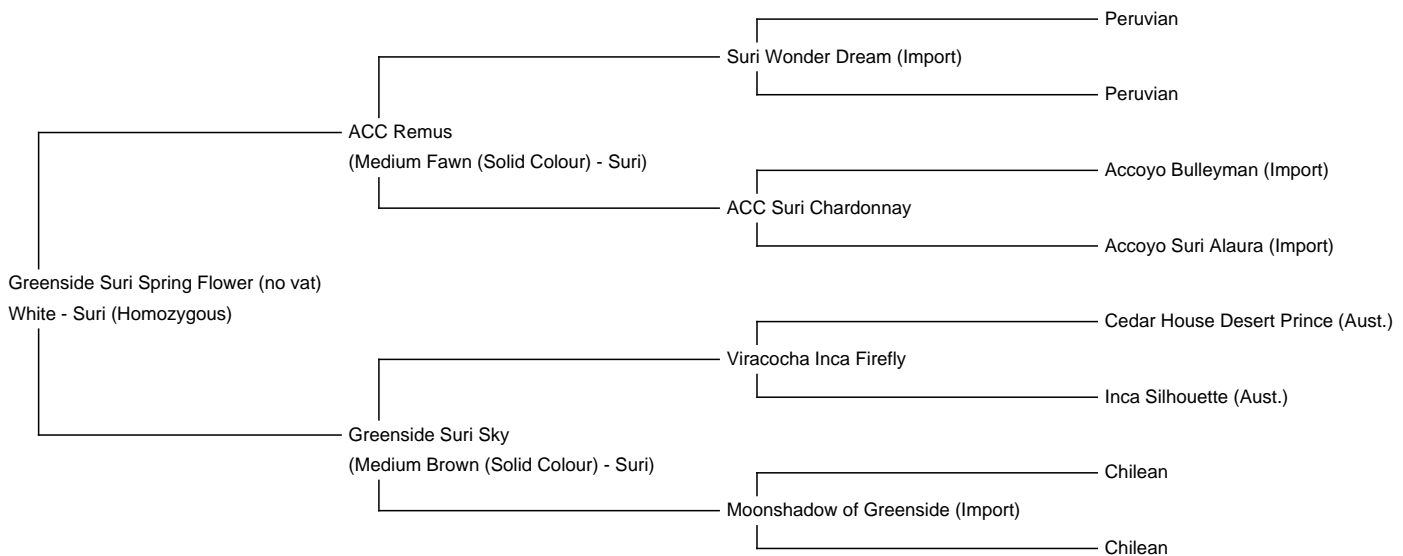 Peruvian
Suri Wonder Dream (Import)
Peruvian
ACC Remus
(Medium Fawn (Solid Colour) - Suri)
Accoyo Bulleyman (Import)
ACC Suri Chardonnay
Accoyo Suri Alaura (Import)
Greenside Suri Spring Flower (no vat)
White - Suri (Homozygous)
Cedar House Desert Prince (Aust.)
Viracocha Inca Firefly
Inca Silhouette (Aust.)
Greenside Suri Sky
(Medium Brown (Solid Colour) - Suri)
Chilean
Moonshadow of Greenside (Import)
Chilean